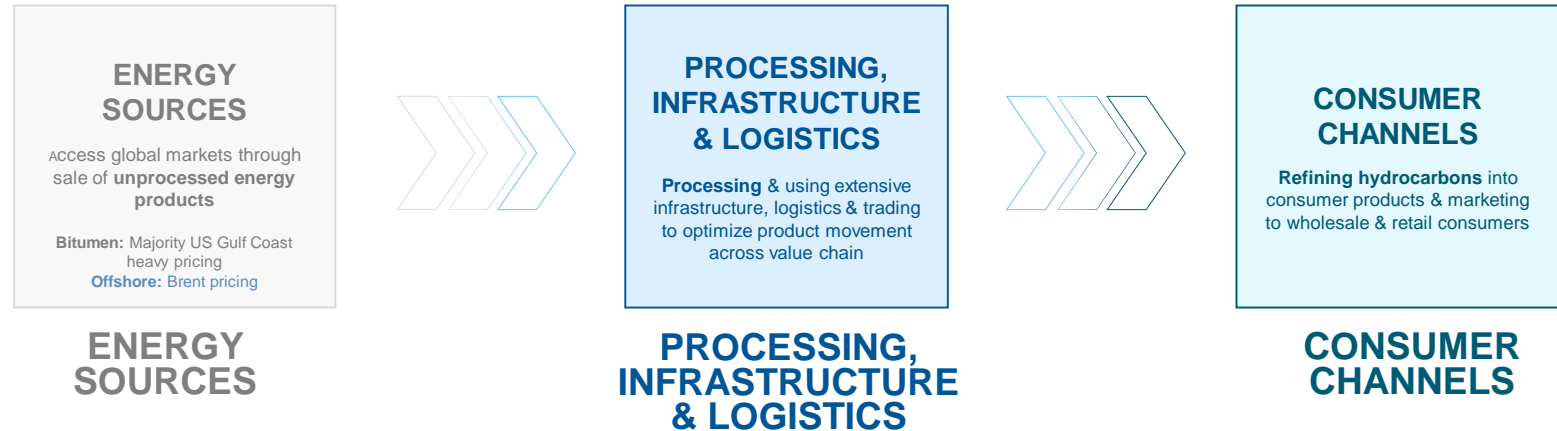 ENERGY
SOURCES
Access global markets through
sale of unprocessed energy
products
Bitumen: Majority US Gulf Coast
heavy pricing
Offshore: Brent pricing
PROCESSING,
INFRASTRUCTURE
& LOGISTICS
Processing & using extensive
infrastructure, logistics & trading
to optimize product movement
across value chain
CONSUMER
CHANNELS
Refining hydrocarbons into
consumer products & marketing
to wholesale & retail consumers
ENERGY
SOURCES
PROCESSING,
INFRASTRUCTURE
& LOGISTICS
CONSUMER
CHANNELS